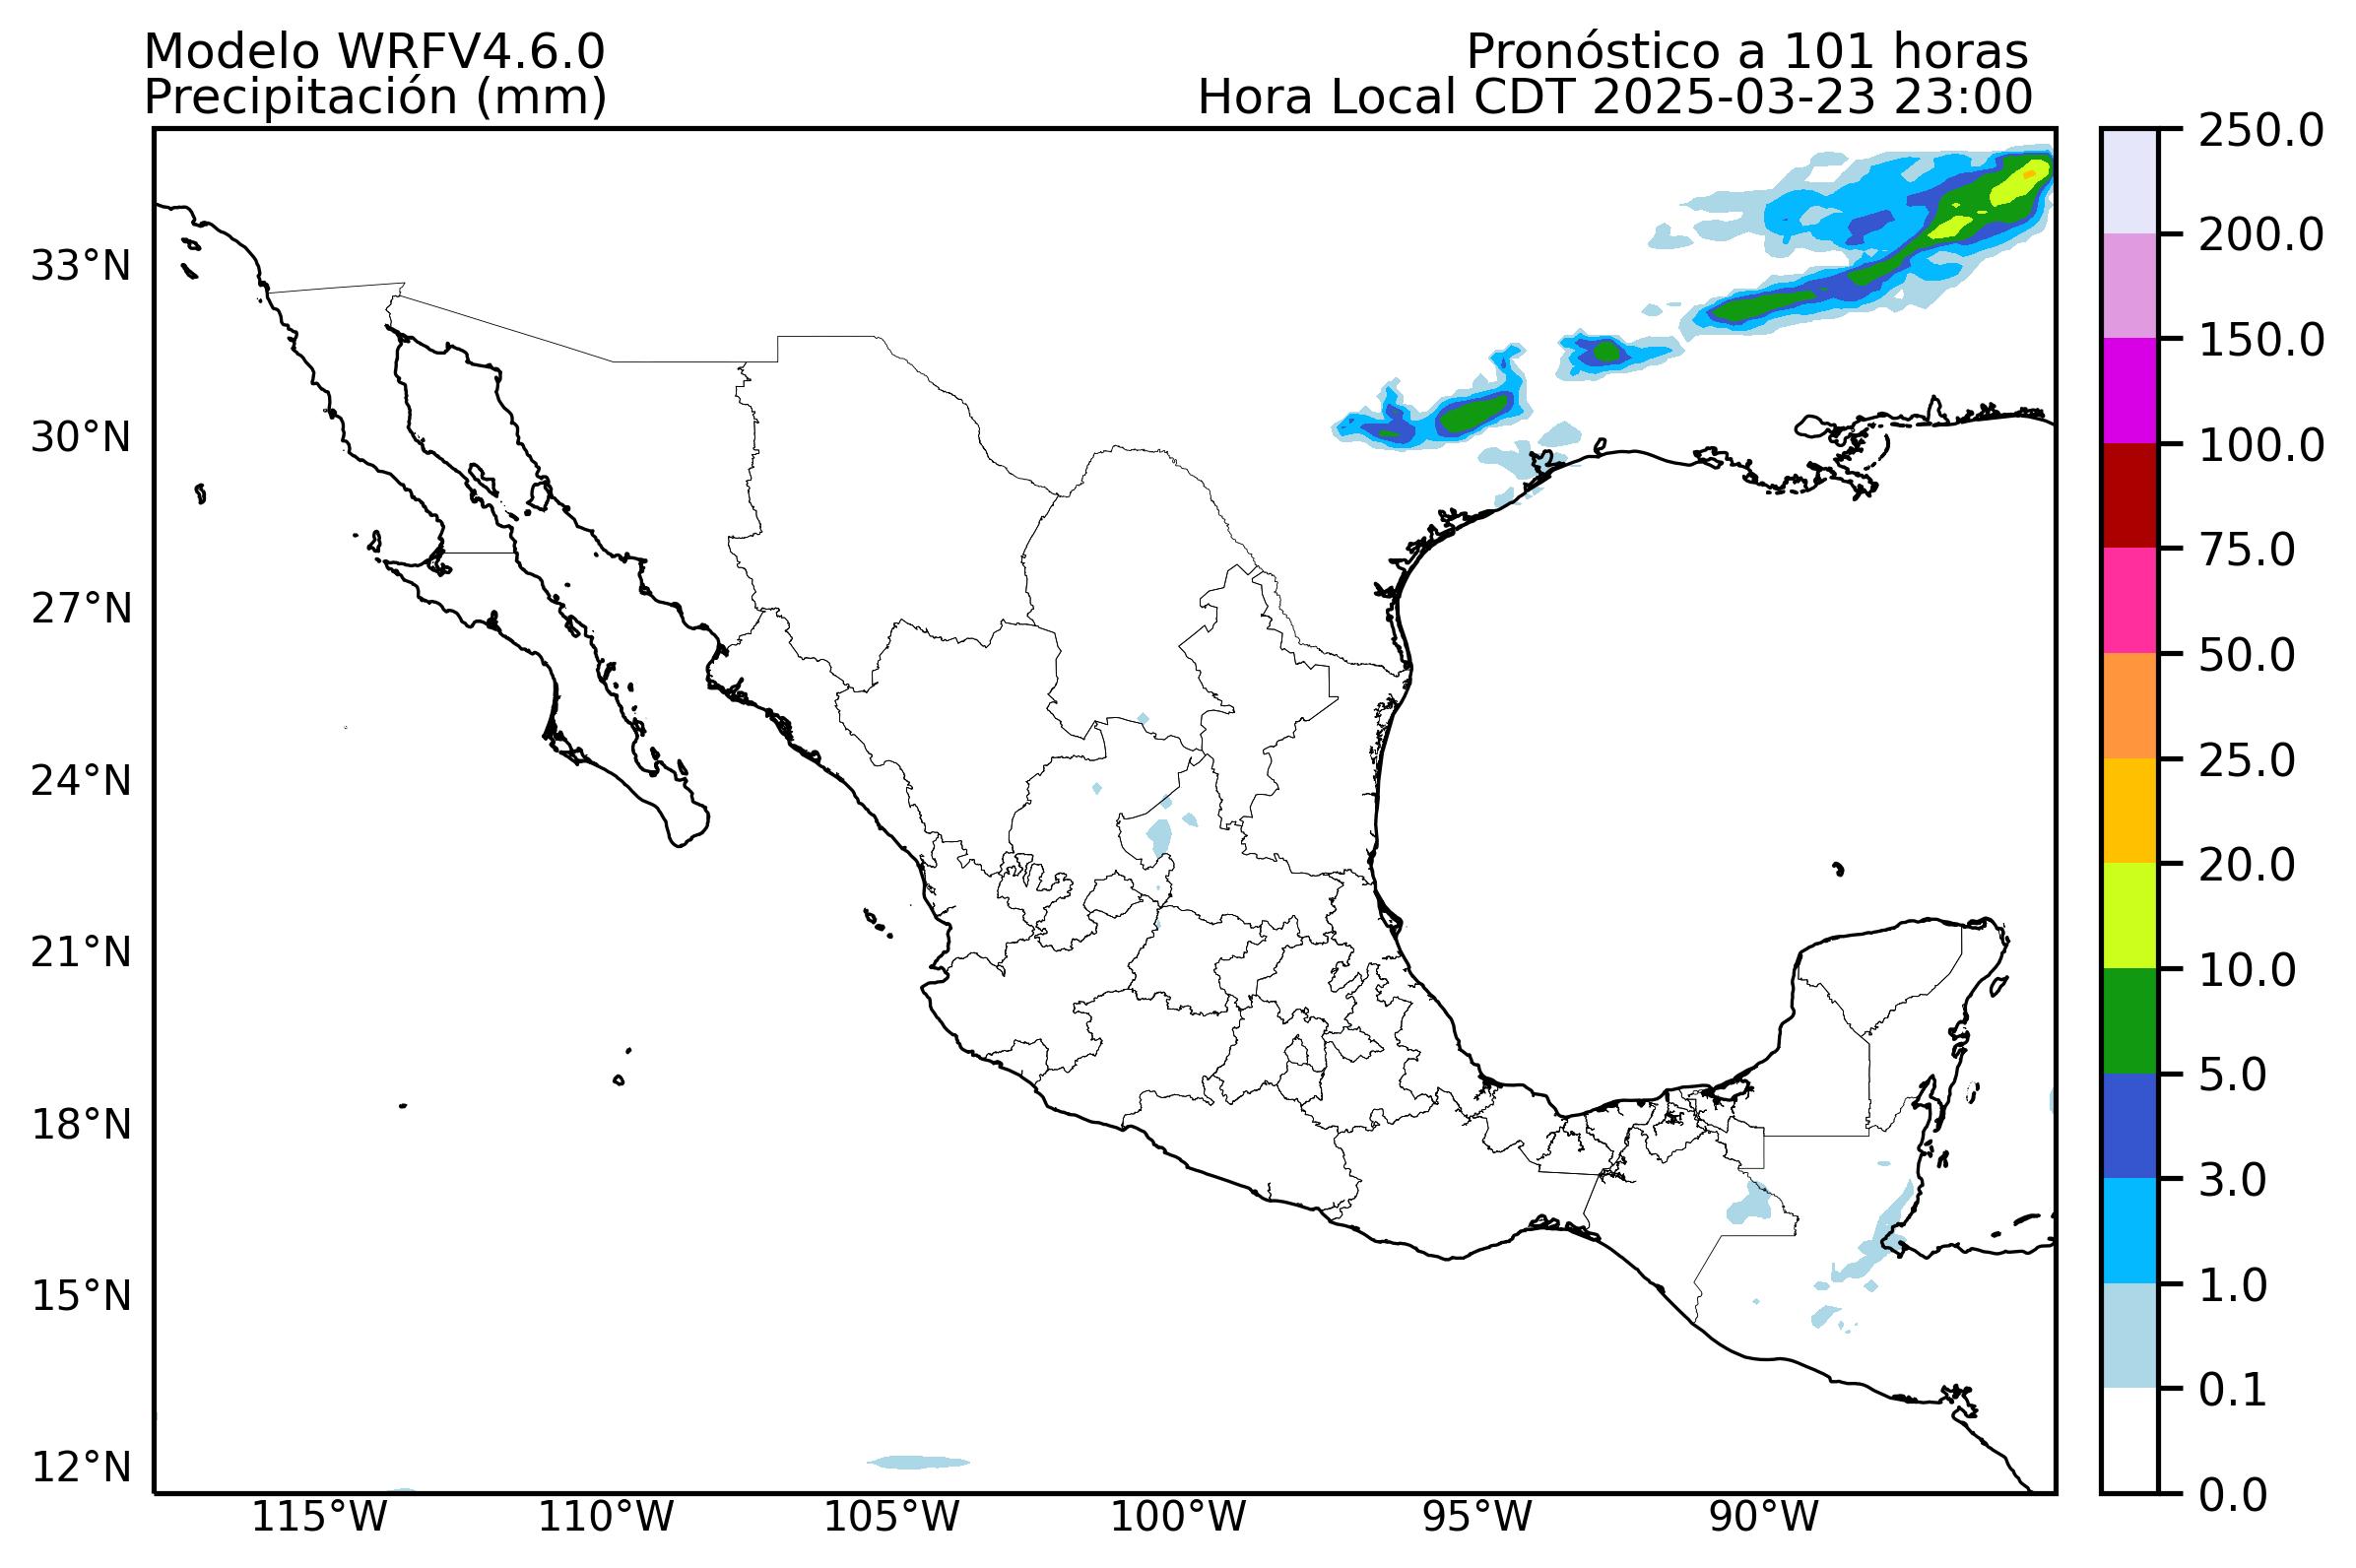 Modelo WRFV4.6.0
Pronóstico a 101 horas
Precipitación (mm)
Hora Local CDT 2025-03-23 23:00
250.0
200.0
150.0
100.0
75.0
50.0
25.0
20.0
10.0
5.0
3.0
1.0
0.1
0.0
33°N
30°N
27°N
24°N
21°N
18°N
15°N
12°N
115°W
110°W
105°W
100°W
95°W
90°W